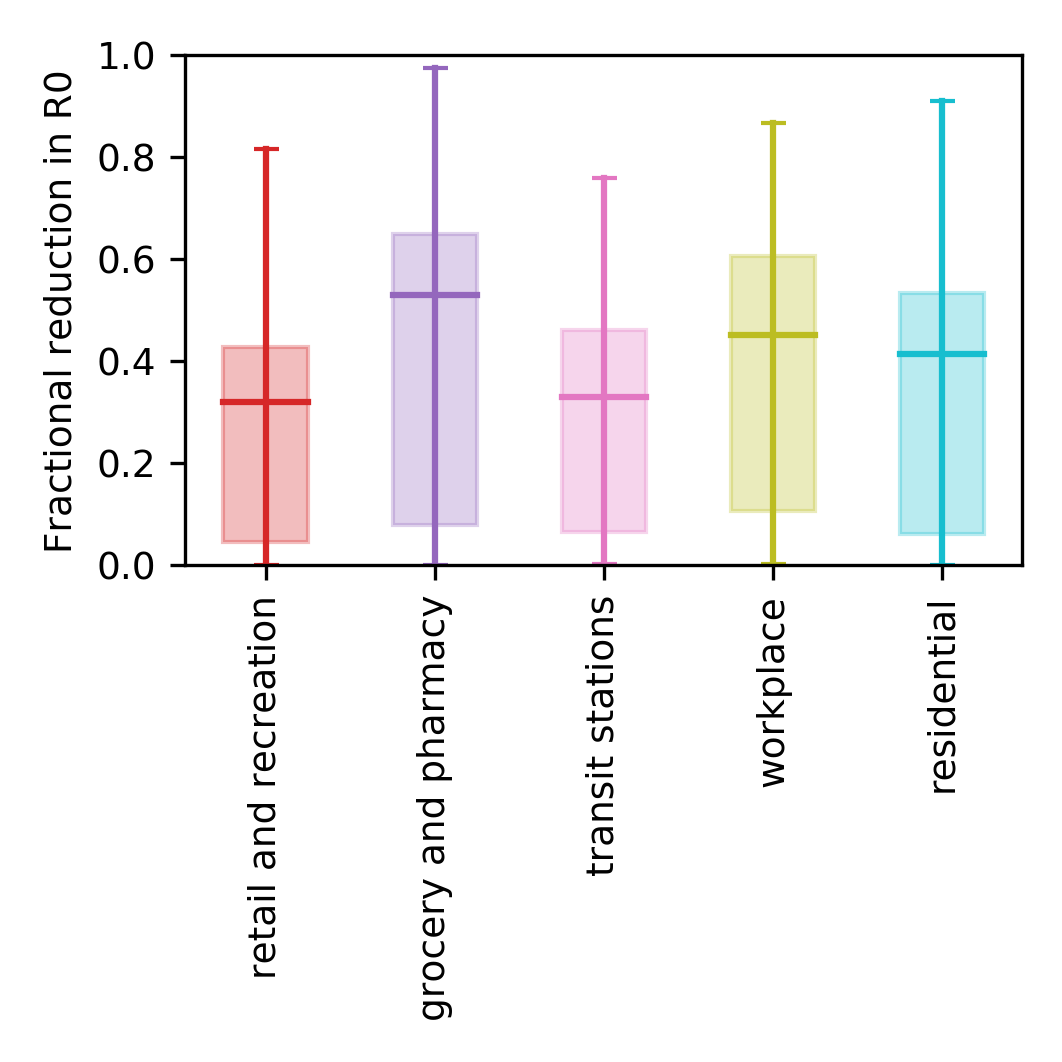 Fractional reduction in R0
1.0
0.8
0.6
0.4
0.2
0.0
retail and recreation
grocery and pharmacy
transit stations
workplace
residential